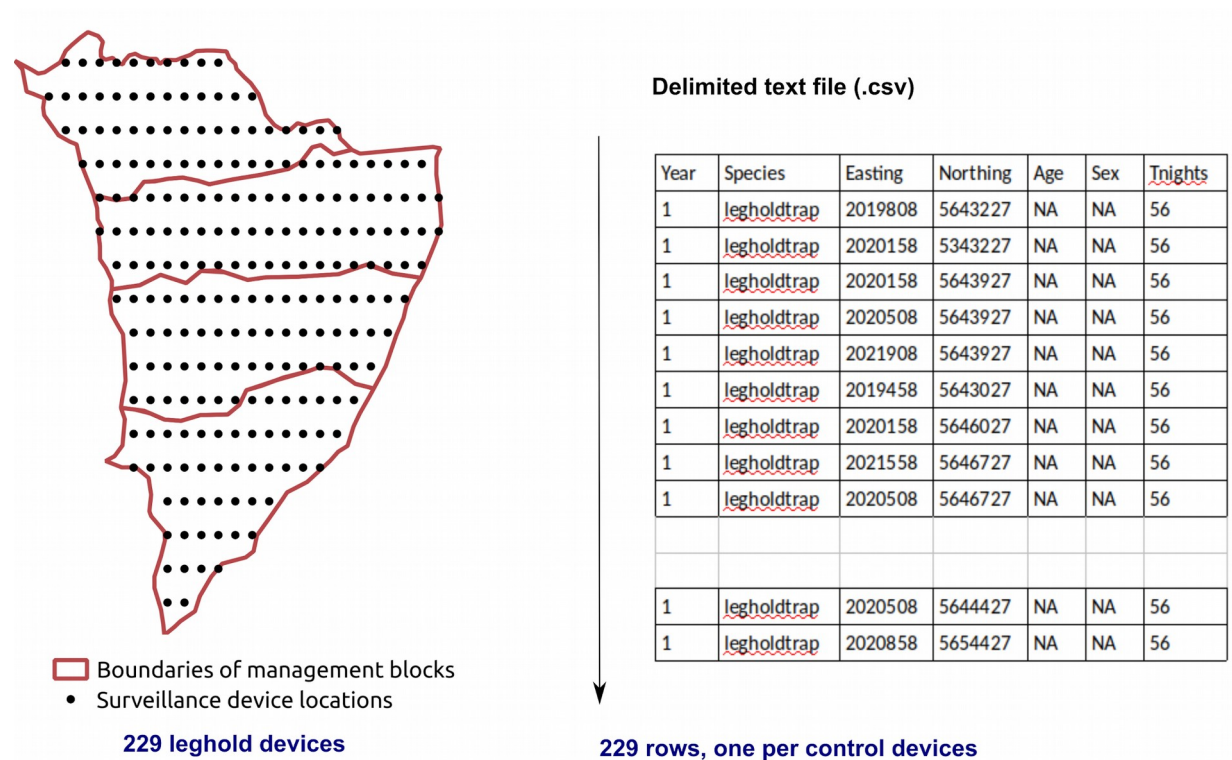 Delimited text file (.csv)
Year Species Easting Northing Age Sex Tnights
1 legholdtrap 2019808 5643227 NA NA 56
1 legholdtrap 2020158 5343227 NA NA 56
1 legholdtrap 2020158 5643927 NA NA 56
1 legholdtrap 2020508 5643927 NA NA 56
1 legholdtrap 2021908 5643927 NA NA 56
1 legholdtrap 2019458 5643027 NA NA 56
1 legholdtrap 2020158 5646027 NA NA 56
1 legholdtrap 2021558 5646727 NA NA 56
1 legholdtrap 2020508 5646727 NA NA 56
1 legholdtrap 2020508 5644427 NA NA 56
1 legholdtrap 2020858 5654427 NA NA 56
Boundaries of management blocks
Surveillance device locations
229 leghold devices
229 rows, one per control devices